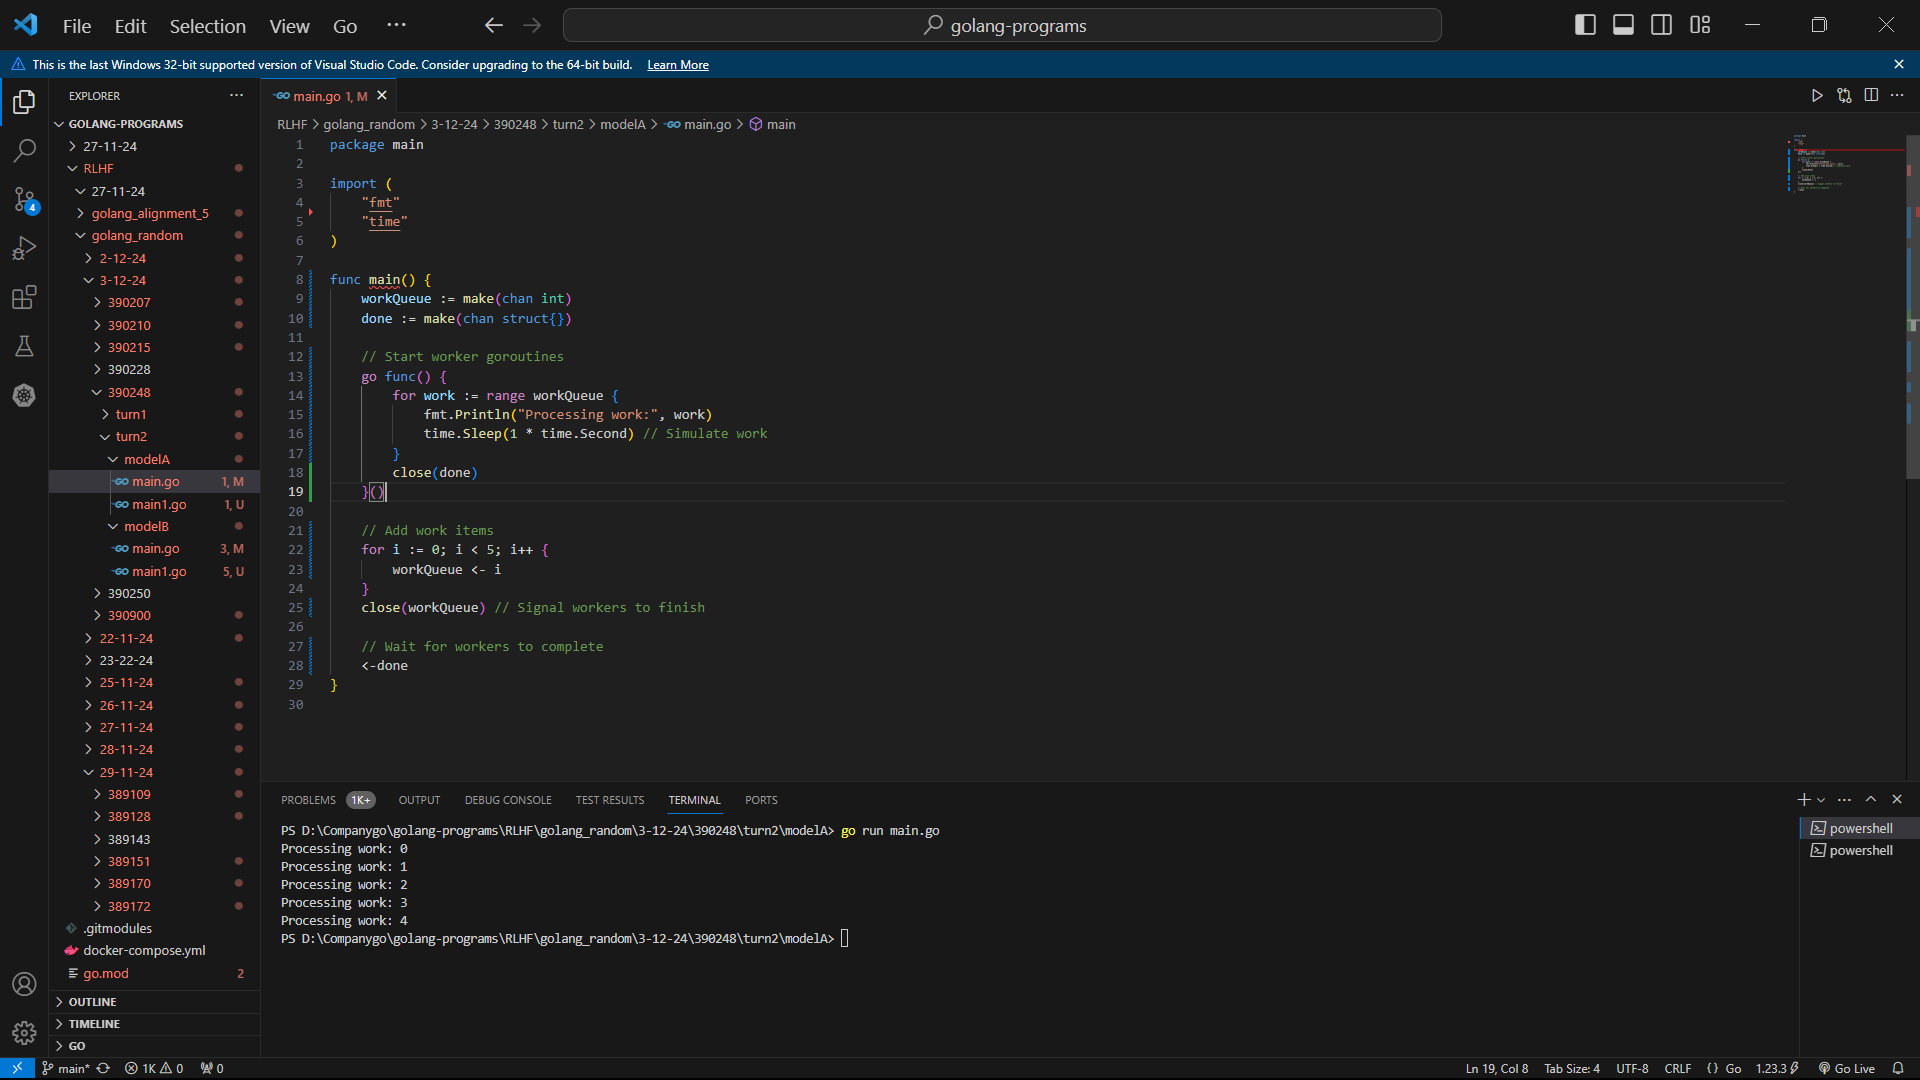 File Edit Selection View Go ···
golang-programs
This is the last Windows 32-bit supported version of Visual Studio Code. Consider upgrading to the 64-bit build. Learn More
EXPLORER
GOLANG-PROGRAMS
27-11-24
RLHF
27-11-24
golang_alignment_5
golang_random
2-12-24
3-12-24
390207
390210
390215
390228
390248
turn1
turn2
modelA
main.go 1, M
main1.go 1, U
modelB
main.go 3, M
main1.go 5, U
390250
390900
22-11-24
23-22-24
25-11-24
26-11-24
27-11-24
28-11-24
29-11-24
389109
389128
389143
389151
389170
389172
.gitmodules
docker-compose.yml
go.mod 2
OUTLINE
TIMELINE
GO
4
main.go 1, M
RLHF > golang_random > 3-12-24 > 390248 > turn2 > modelA > main.go > main
1 package main
2
3 import (
4 "fmt"
5 "time"
6 )
7
8 func main() {
9 workQueue := make(chan int)
10 done := make(chan struct{})
11
12 // Start worker goroutines
13 go func() {
14 for work := range workQueue {
15 fmt.Println("Processing work:", work)
16 time.Sleep(1 * time.Second) // Simulate work
17 }
18 close(done)
19 }()
20
21 // Add work items
22 for i := 0; i < 5; i++ {
23 workQueue <- i
24 }
25 close(workQueue) // Signal workers to finish
26
27 // Wait for workers to complete
28 <-done
29 }
30
PROBLEMS 1K+ OUTPUT DEBUG CONSOLE TEST RESULTS TERMINAL PORTS
PS D:\Companygo\golang-programs\RLHF\golang_random\3-12-24\390248\turn2\modelA> go run main.go
Processing work: 0
Processing work: 1
Processing work: 2
Processing work: 3
Processing work: 4
PS D:\Companygo\golang-programs\RLHF\golang_random\3-12-24\390248\turn2\modelA>
powershell
powershell
main* 1K 0 0
Ln 19, Col 8 Tab Size: 4 UTF-8 CRLF {} Go 1.23.3 Go Live